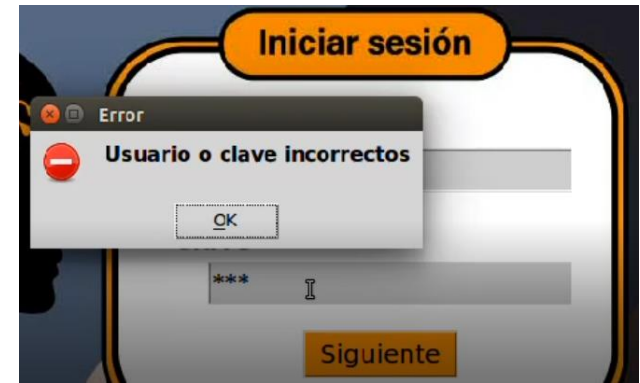 Iniciar sesión
Error
Usuario o clave incorrectos
OK
***
Siguiente